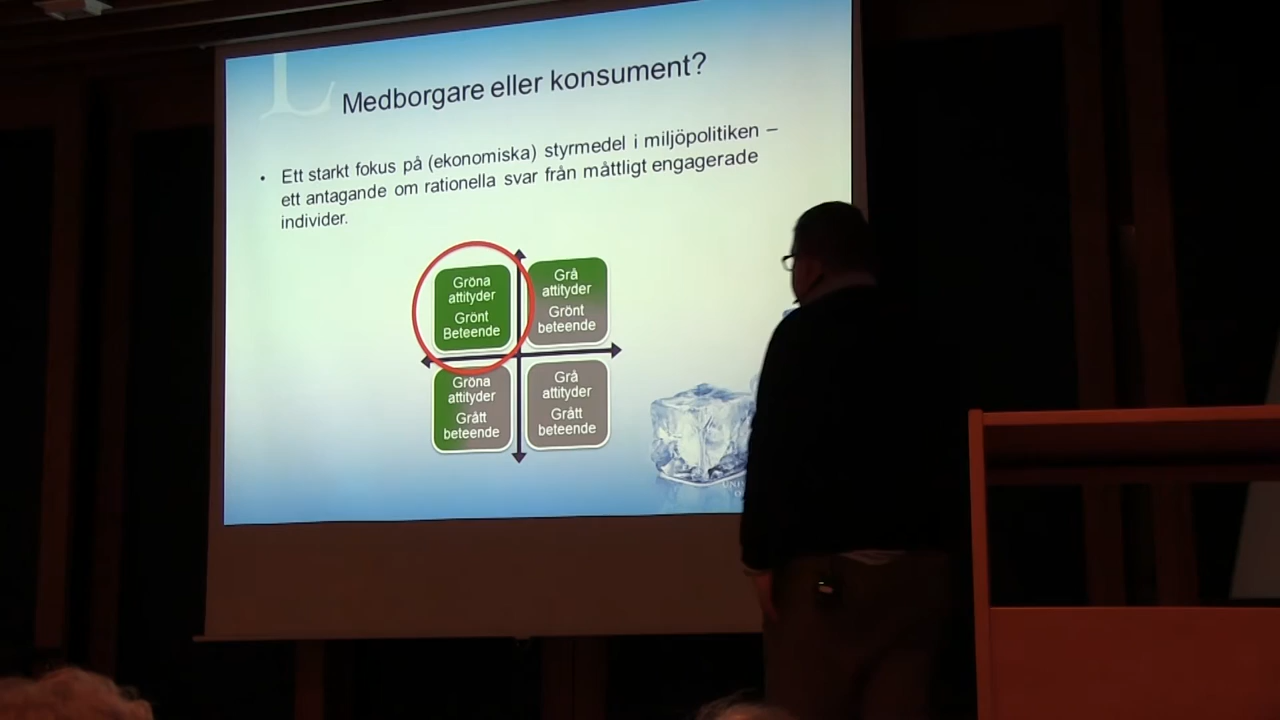 L
Medborgare eller konsument?
• Ett starkt fokus på (ekonomiska) styrmedel i miljöpolitiken –
ett antagande om rationella svar från måttligt engagerade
individer.
Gröna
attityder
Grönt
Beteende
Grå
attityder
Grönt
beteende
Gröna
attityder
Grått
beteende
Grå
attityder
Grått
beteende